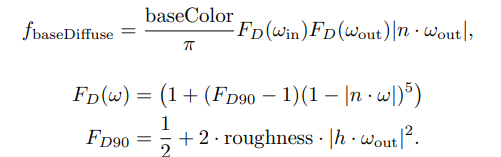 f_baseDiffuse = baseColor/π F_D(ω_in)F_D(ω_out)|n · ω_out|,
F_D(ω) = (1 + (F_D90 − 1)(1 − |n · ω|)^5)
F_D90 = 1/2 + 2 · roughness · |h · ω_out|^2.